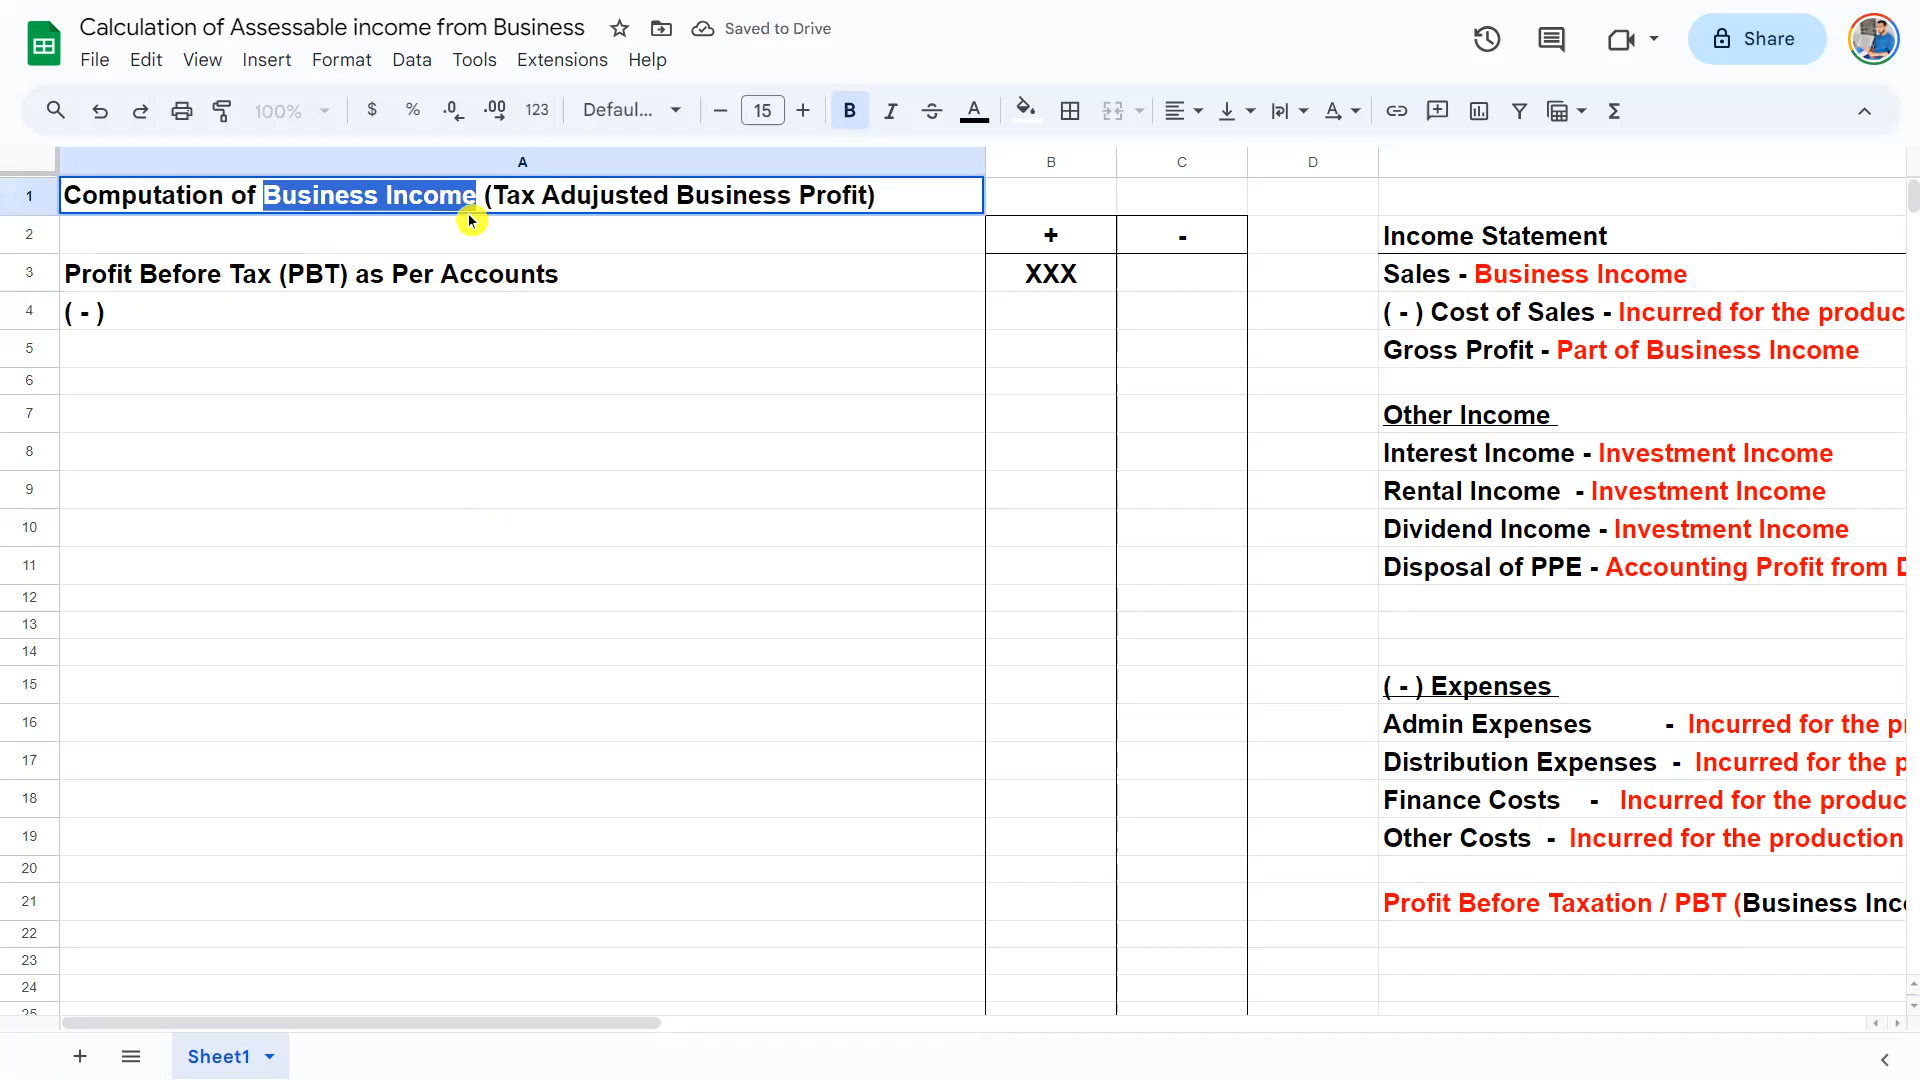 Calculation of Assessable income from Business
Saved to Drive
File Edit View Insert Format Data Tools Extensions Help
Share
100% $ % .0 .00 123 Defaul... 15 B I A Σ
A B C D
1 Computation of Business Income (Tax Adujusted Business Profit)
2 + - Income Statement
3 Profit Before Tax (PBT) as Per Accounts XXX Sales - Business Income
4 ( - ) ( - ) Cost of Sales - Incurred for the produc
5 Gross Profit - Part of Business Income
6
7 Other Income
8 Interest Income - Investment Income
9 Rental Income - Investment Income
10 Dividend Income - Investment Income
11 Disposal of PPE - Accounting Profit from
12
13
14
15 ( - ) Expenses
16 Admin Expenses - Incurred for the p
17 Distribution Expenses - Incurred for the p
18 Finance Costs - Incurred for the produc
19 Other Costs - Incurred for the production
20
21 Profit Before Taxation / PBT (Business Inc
22
23
24
25
Sheet1